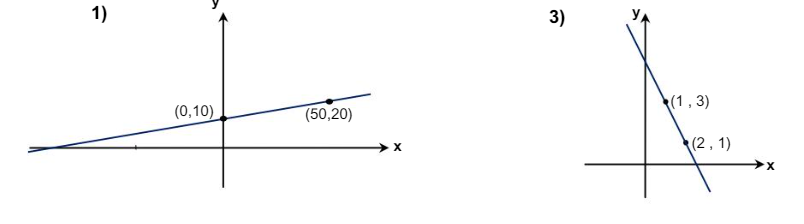 1)
y
(0,10)
(50,20)
x
3)
y
(1 , 3)
(2 , 1)
x